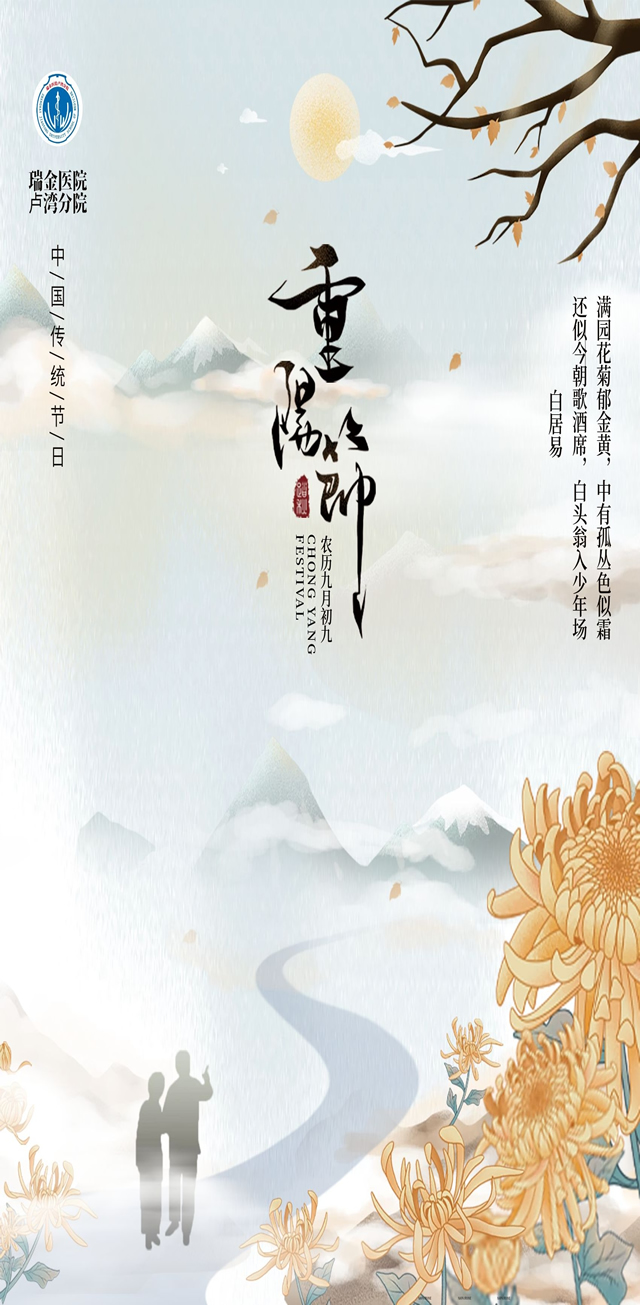 瑞金医院
卢湾分院
中/国/传/统/节/日
重陽節
农历九月初九
CHONG YANG
FESTIVAL
满园花菊郁金黄，中有孤丛色似霜
还似今朝歌酒席，白头翁入少年场
白居易